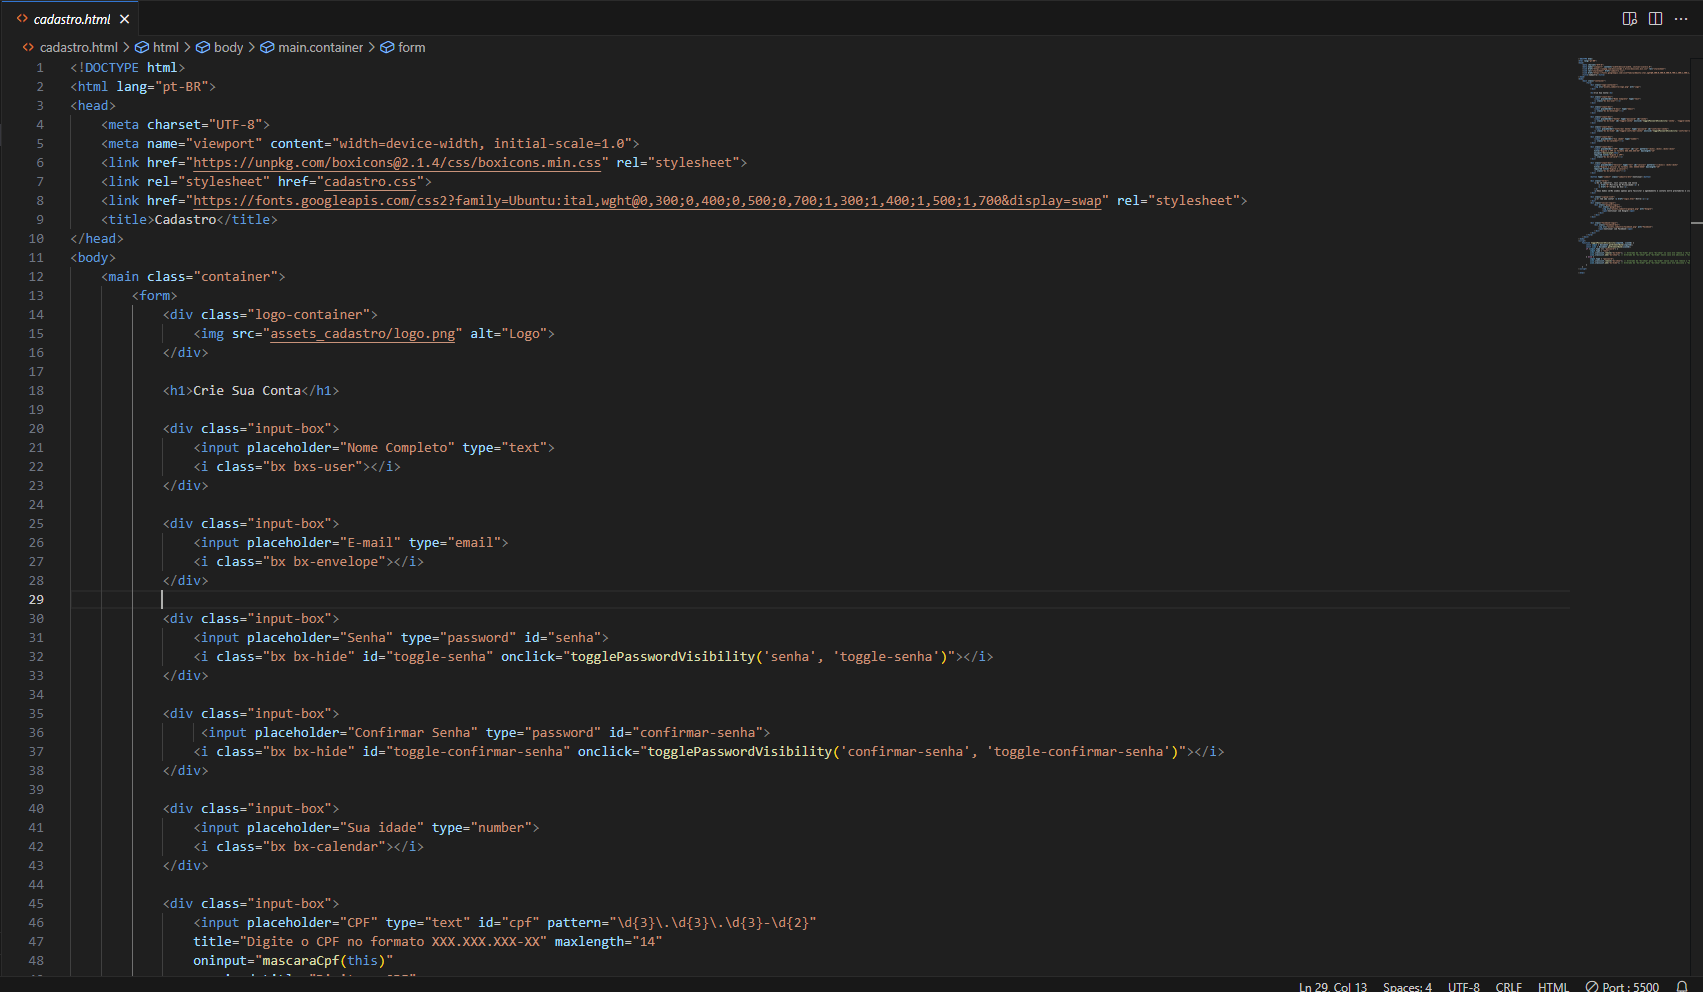 cadastro.html
cadastro.html > html > body > main.container > form
1 <!DOCTYPE html>
2 <html lang="pt-BR">
3 <head>
4     <meta charset="UTF-8">
5     <meta name="viewport" content="width=device-width, initial-scale=1.0">
6     <link href="https://unpkg.com/boxicons@2.1.4/css/boxicons.min.css" rel="stylesheet">
7     <link rel="stylesheet" href="cadastro.css">
8     <link href="https://fonts.googleapis.com/css2?family=Ubuntu:ital,wght@0,300;0,400;0,500;0,700;1,300;1,400;1,500;1,700&display=swap" rel="stylesheet">
9     <title>Cadastro</title>
10 </head>
11 <body>
12     <main class="container">
13         <form>
14             <div class="logo-container">
15                 <img src="assets_cadastro/logo.png" alt="Logo">
16             </div>
17
18             <h1>Crie Sua Conta</h1>
19
20             <div class="input-box">
21                 <input placeholder="Nome Completo" type="text">
22                 <i class="bx bxs-user"></i>
23             </div>
24
25             <div class="input-box">
26                 <input placeholder="E-mail" type="email">
27                 <i class="bx bx-envelope"></i>
28             </div>
29
30             <div class="input-box">
31                 <input placeholder="Senha" type="password" id="senha">
32                 <i class="bx bx-hide" id="toggle-senha" onclick="togglePasswordVisibility('senha', 'toggle-senha')"></i>
33             </div>
34
35             <div class="input-box">
36                  <input placeholder="Confirmar Senha" type="password" id="confirmar-senha">
37                 <i class="bx bx-hide" id="toggle-confirmar-senha" onclick="togglePasswordVisibility('confirmar-senha', 'toggle-confirmar-senha')"></i>
38             </div>
39
40             <div class="input-box">
41                 <input placeholder="Sua idade" type="number">
42                 <i class="bx bx-calendar"></i>
43             </div>
44
45             <div class="input-box">
46                 <input placeholder="CPF" type="text" id="cpf" pattern="\d{3}\.\d{3}\.\d{3}-\d{2}"
47                 title="Digite o CPF no formato XXX.XXX.XXX-XX" maxlength="14"
48                 oninput="mascaraCpf(this)"
Ln 29, Col 13 Spaces: 4 UTF-8 CRLF HTML Port : 5500